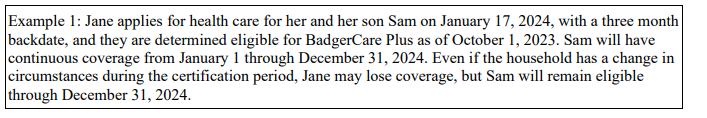 Example 1: Jane applies for health care for her and her son Sam on January 17, 2024, with a three month
backdate, and they are determined eligible for BadgerCare Plus as of October 1, 2023. Sam will have
continuous coverage from January 1 through December 31, 2024. Even if the household has a change in
circumstances during the certification period, Jane may lose coverage, but Sam will remain eligible
through December 31, 2024.